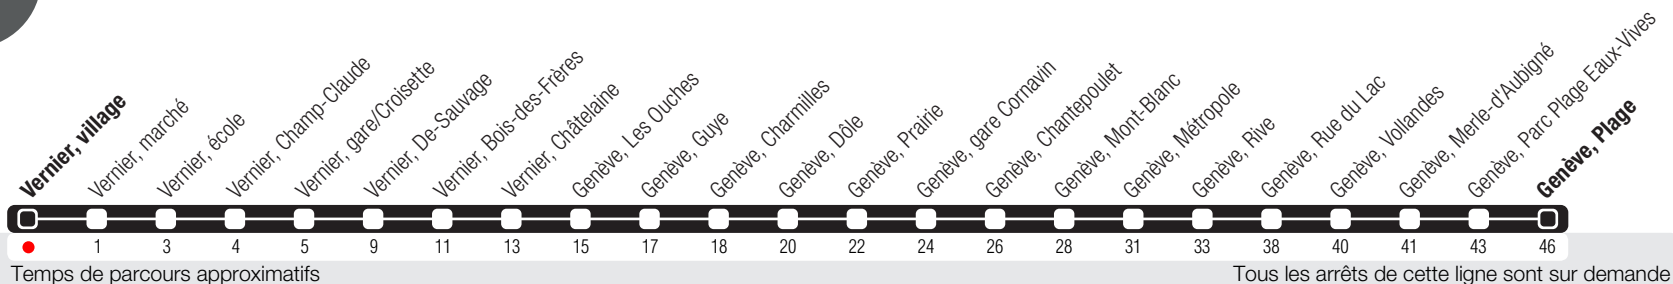 Vernier, village
Vernier, marché
Vernier, école
Vernier, Champ-Claude
Vernier, gare/Croisette
Vernier, De-Sauvage
Vernier, Bois-des-Frères
Vernier, Châtelaine
Genève, Les Ouches
Genève, Guye
Genève, Charmilles
Genève, Dôle
Genève, Prairie
Genève, gare Cornavin
Genève, Chantepoulet
Genève, Mont-Blanc
Genève, Métropole
Genève, Rive
Genève, Rue du Lac
Genève, Vollandes
Genève, Merle-d'Aubigné
Genève, Parc Plage Eaux-Vives
Genève, Plage
1 3 4 5 9 11 13 15 17 18 20 22 24 26 28 31 33 38 40 41 43 46
Temps de parcours approximatifs
Tous les arrêts de cette ligne sont sur demande